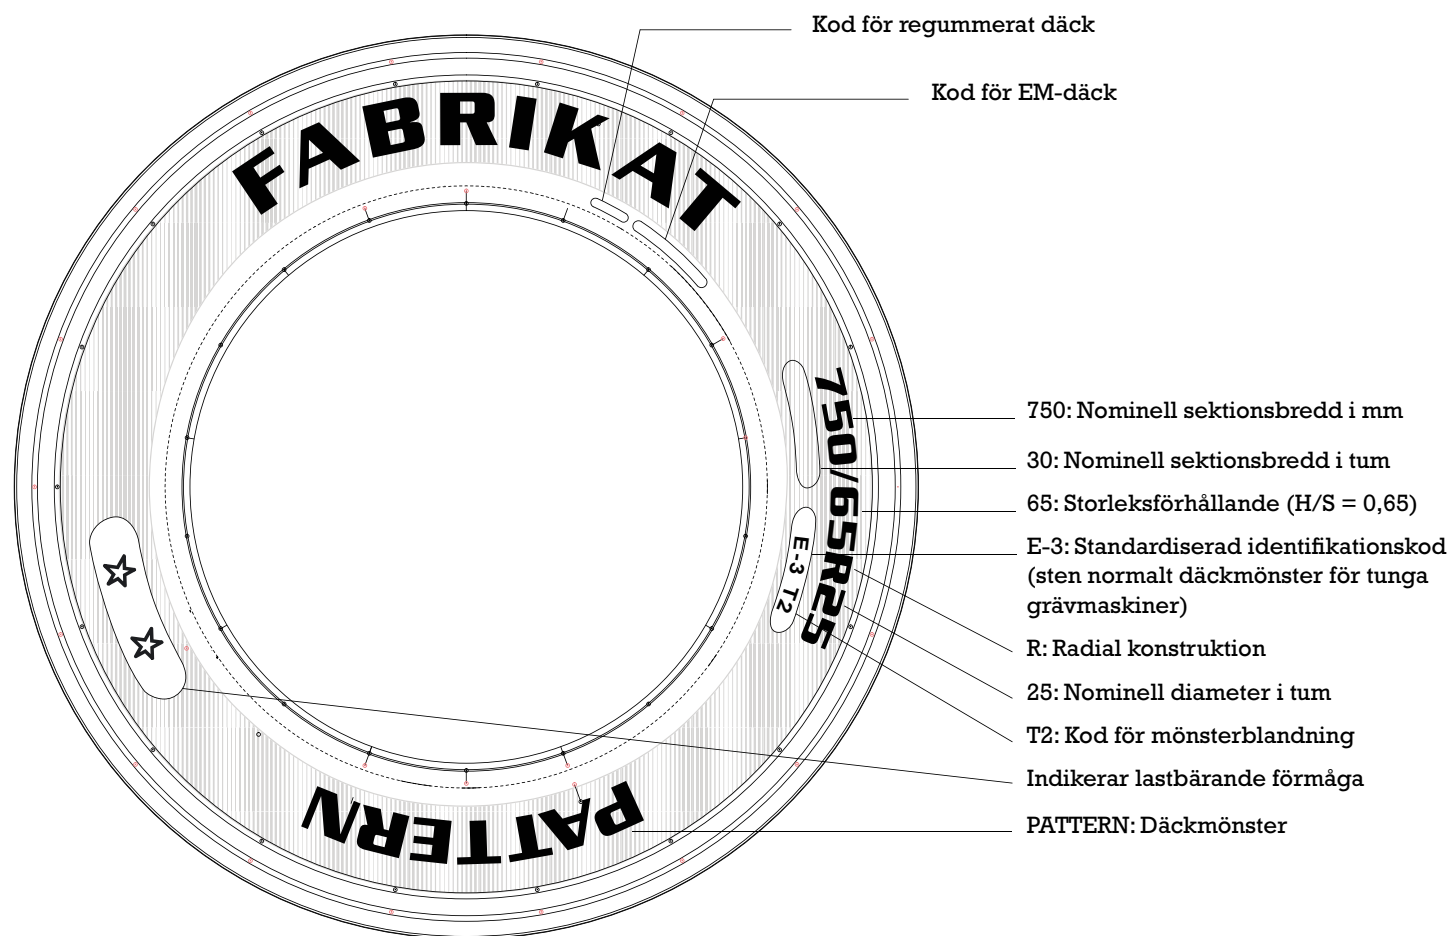 Kod för regummerat däck
Kod för EM-däck
FABRIKAT
750/65R25
E-3 T2
750: Nominell sektionsbredd i mm
30: Nominell sektionsbredd i tum
65: Storleksförhållande (H/S = 0,65)
E-3: Standardiserad identifikationskod
(sten normalt däckmönster för tunga
grävmaskiner)
R: Radial konstruktion
25: Nominell diameter i tum
T2: Kod för mönsterblandning
Indikerar lastbärande förmåga
PATTERN: Däckmönster
PATTERN